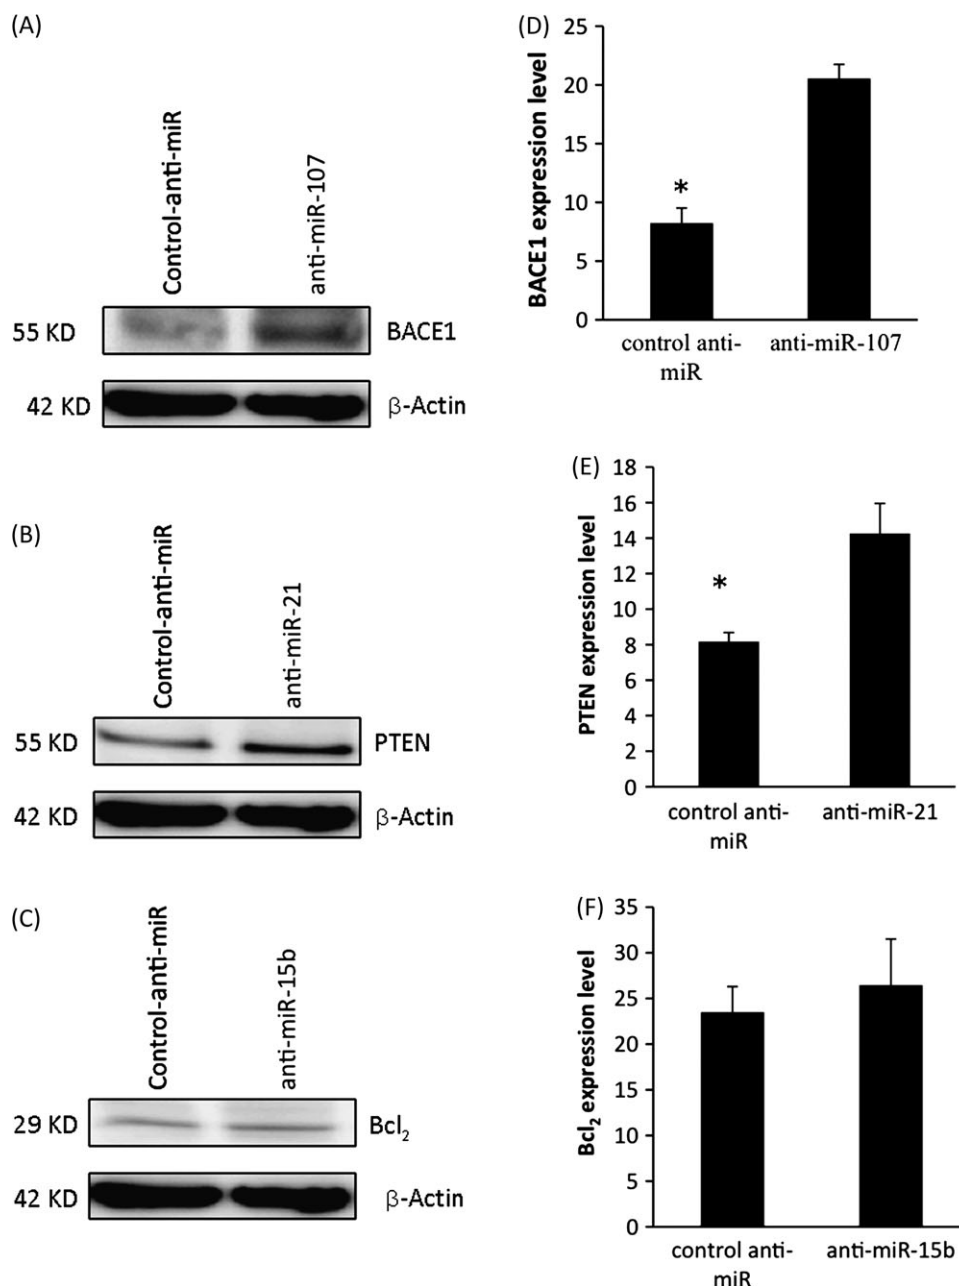 (A)
Control-anti-miR
anti-miR-107
55 KD
BACE1
42 KD
β-Actin
(D)
BACE1 expression level
25
20
15
10
5
0
*
control anti-
miR
anti-miR-107
(B)
Control-anti-miR
anti-miR-21
55 KD
PTEN
42 KD
β-Actin
(E)
PTEN expression level
18
16
14
12
10
8
6
4
2
0
*
control anti-
miR
anti-miR-21
(C)
Control-anti-miR
anti-miR-15b
29 KD
Bcl₂
42 KD
β-Actin
(F)
Bcl₂ expression level
35
30
25
20
15
10
5
0
control anti-
miR
anti-miR-15b